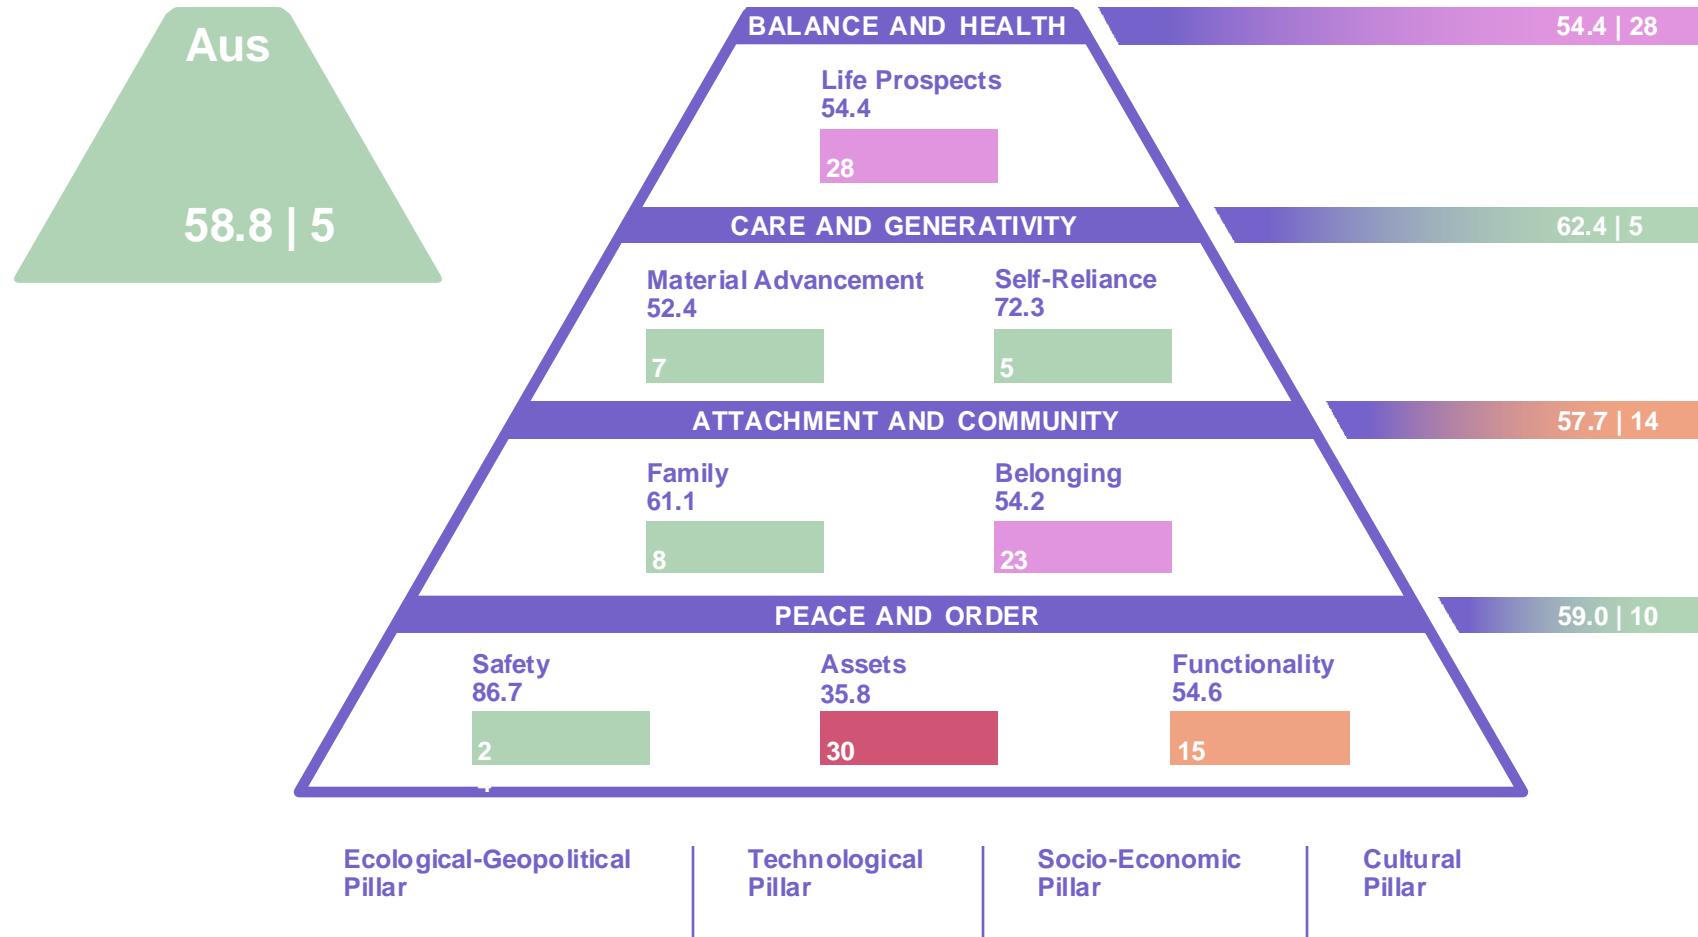 Aus
58.8 | 5
BALANCE AND HEALTH
54.4 | 28
Life Prospects
54.4
28
CARE AND GENERATIVITY
62.4 | 5
Material Advancement
52.4
7
Self-Reliance
72.3
5
ATTACHMENT AND COMMUNITY
57.7 | 14
Family
61.1
8
Belonging
54.2
23
PEACE AND ORDER
59.0 | 10
Safety
86.7
2
Assets
35.8
30
Functionality
54.6
15
Ecological-Geopolitical
Pillar
Technological
Pillar
Socio-Economic
Pillar
Cultural
Pillar